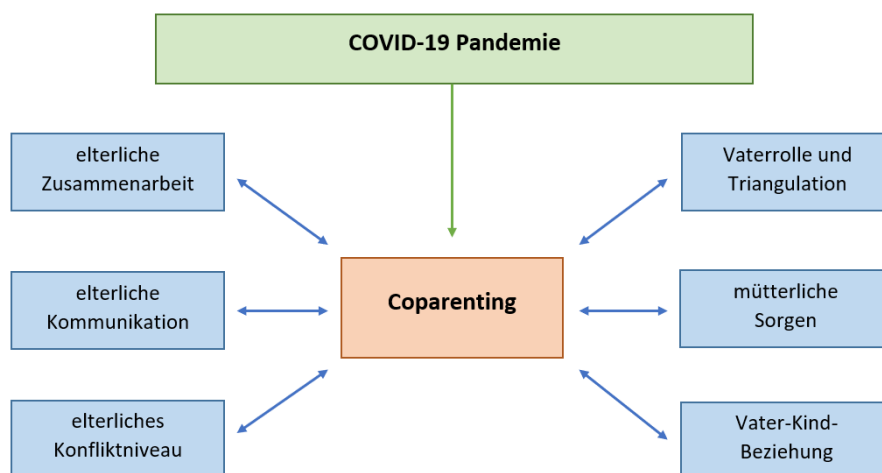 COVID-19 Pandemie
elterliche
Zusammenarbeit
Vaterrolle und
Triangulation
elterliche
Kommunikation
Coparenting
mütterliche
Sorgen
elterliches
Konfliktniveau
Vater-Kind-
Beziehung